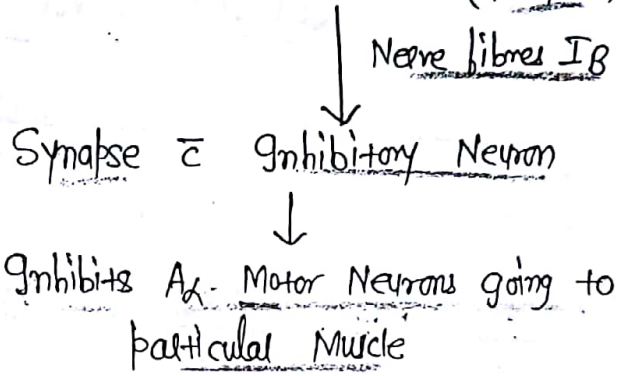 Nerve fibres IB
Synapse c̅ Inhibitory Neuron
Inhibits Aα- Motor Neurons going to
particular Muscle